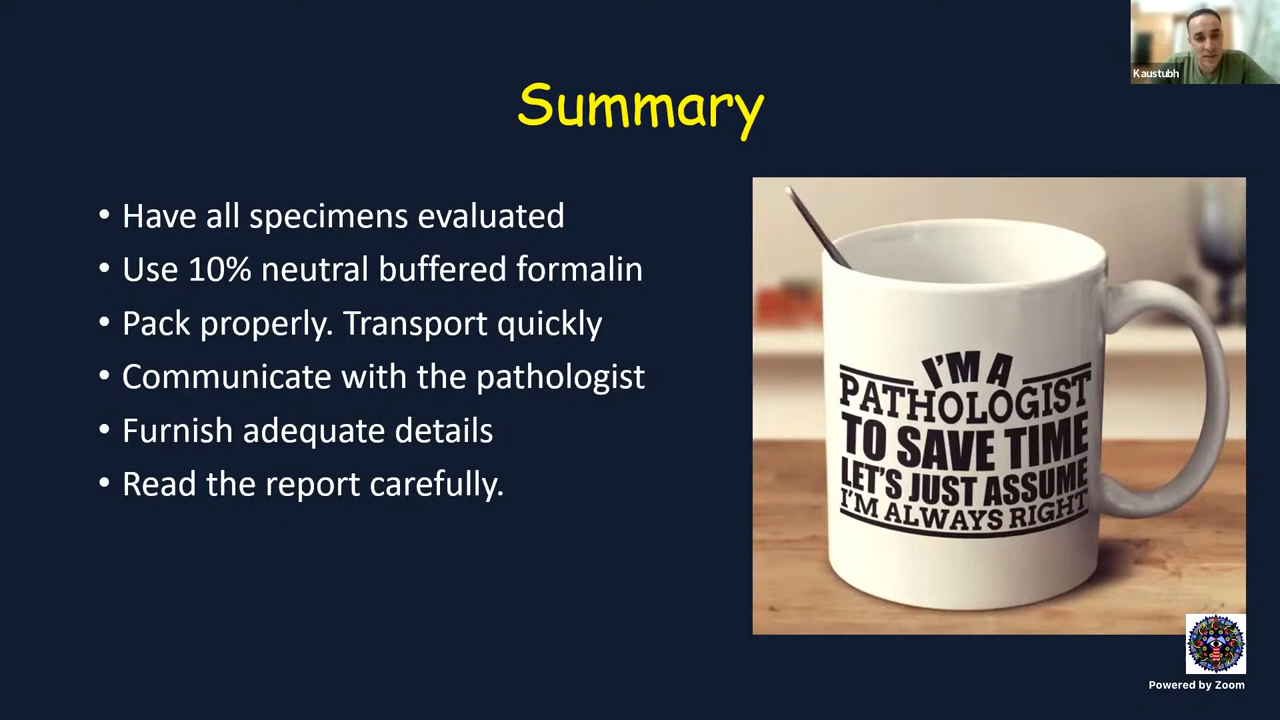 Kaustubh
Summary
• Have all specimens evaluated
• Use 10% neutral buffered formalin
• Pack properly. Transport quickly
• Communicate with the pathologist
• Furnish adequate details
• Read the report carefully.
I'M A
PATHOLOGIST
TO SAVE TIME
LET'S JUST ASSUME
I'M ALWAYS RIGHT
Powered by Zoom